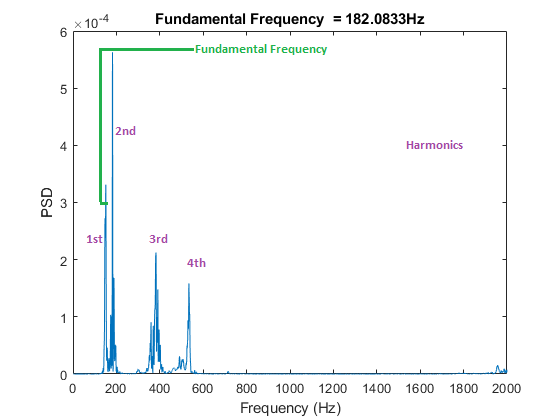 Fundamental Frequency = 182.0833Hz
×10-4
6
Fundamental Frequency
5
2nd
4
Harmonics
PSD
3
1st
3rd
4th
2
1
0
0 200 400 600 800 1000 1200 1400 1600 1800 2000
Frequency (Hz)